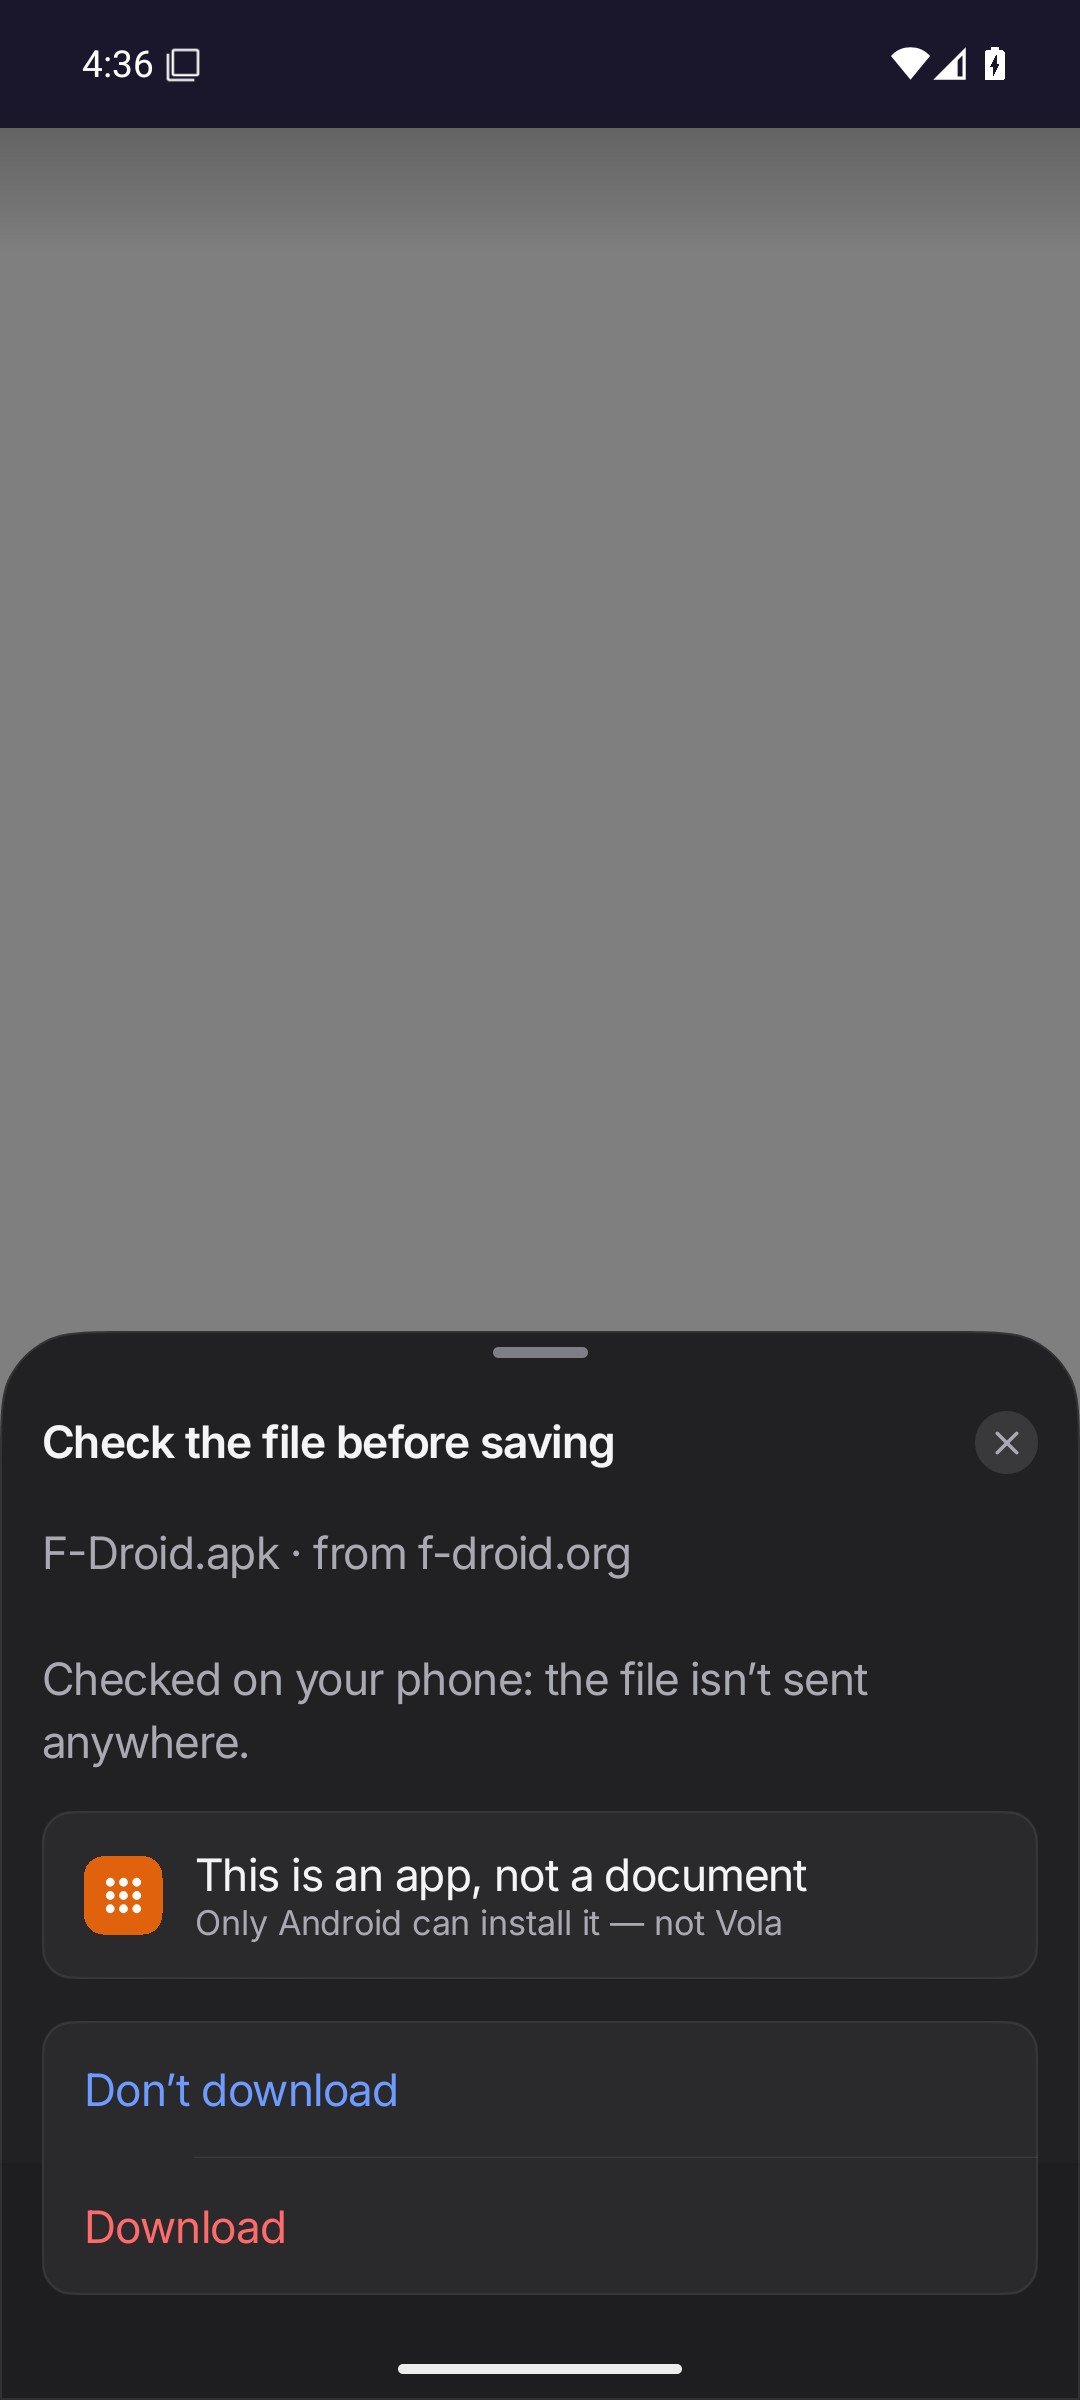 4:36
Check the file before saving
F-Droid.apk · from f-droid.org
Checked on your phone: the file isn’t sent
anywhere.
This is an app, not a document
Only Android can install it — not Vola
Don’t download
Download